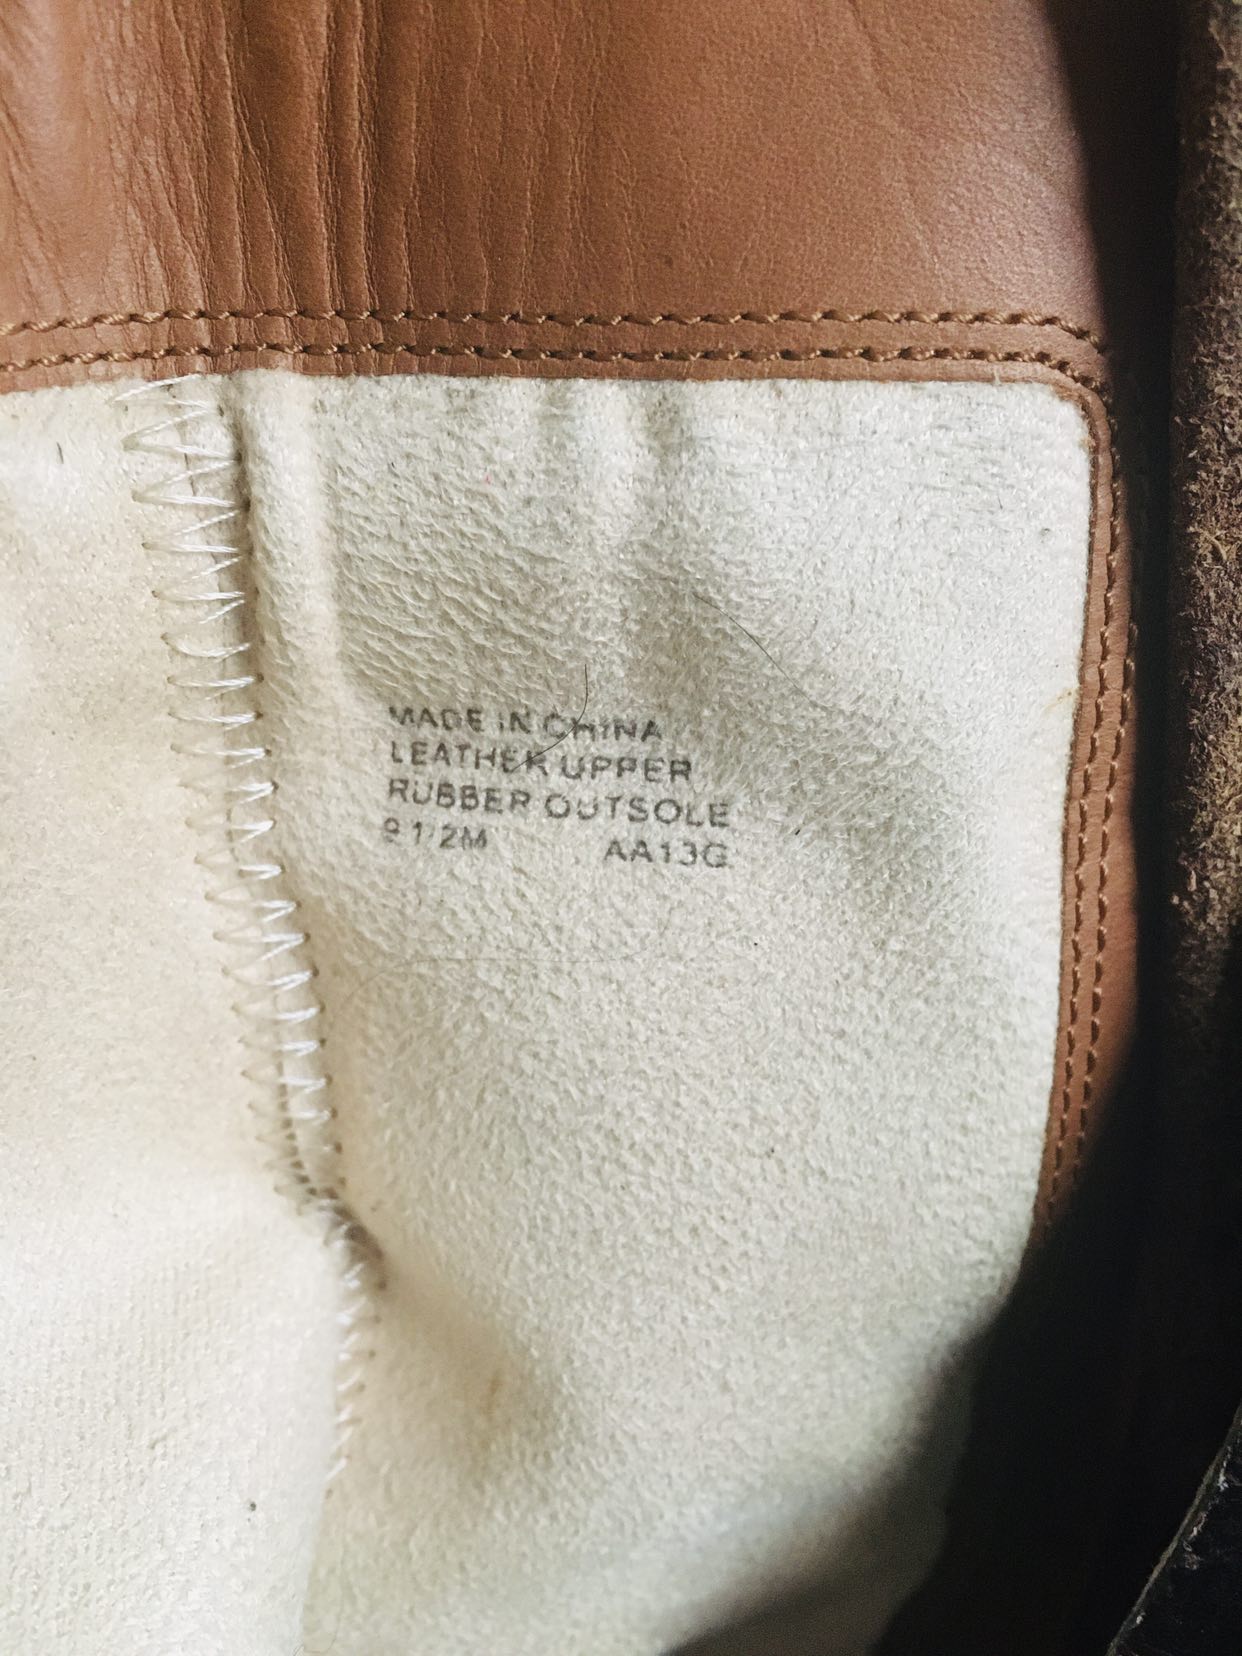 MADE IN CHINA
LEATHER UPPER
RUBBER OUTSOLE
9 1/2M AA13G